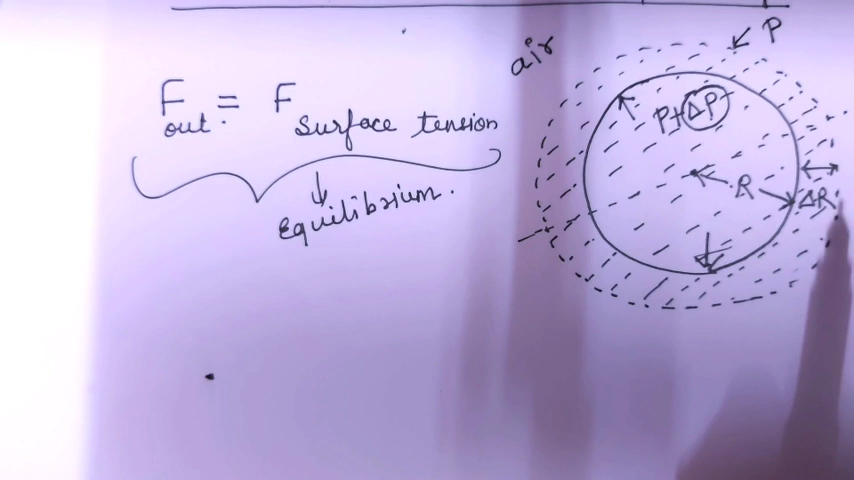 F out = F surface tension
Equilibrium.
air
P
P+ΔP
R
ΔR